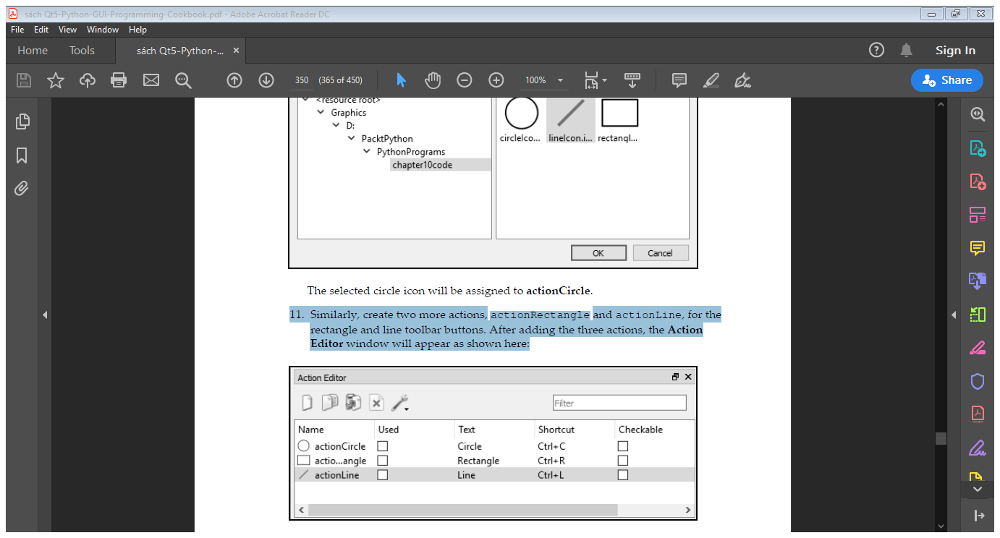 sách Qt5-Python-GUI-Programming-Cookbook.pdf - Adobe Acrobat Reader DC
File Edit View Window Help
Home Tools sách Qt5-Python-... × Sign In
350 (365 of 450) 100% Share
<resource root>
Graphics
D:
PacktPython
PythonPrograms
chapter10code
circleIco... lineIcon.i... rectangl...
OK Cancel
The selected circle icon will be assigned to actionCircle.
11. Similarly, create two more actions, actionRectangle and actionLine, for the
rectangle and line toolbar buttons. After adding the three actions, the Action
Editor window will appear as shown here:
Action Editor
Filter
Name Used Text Shortcut Checkable
actionCircle Circle Ctrl+C
actio...angle Rectangle Ctrl+R
actionLine Line Ctrl+L